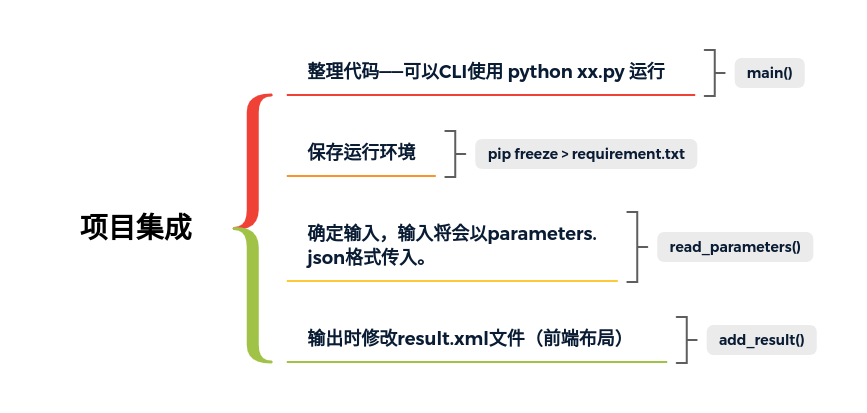 整理代码——可以CLI使用 python xx.py 运行
main()
保存运行环境
pip freeze > requirement.txt
项目集成
确定输入，输入将会以parameters.
json格式传入。
read_parameters()
输出时修改result.xml文件（前端布局）
add_result()